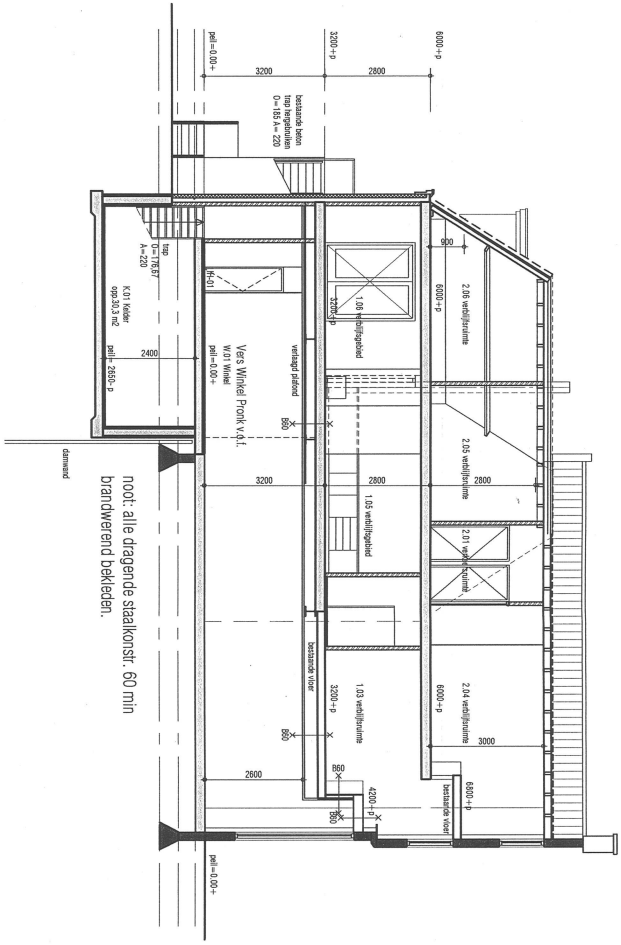 peil=0.00+
3200+p
6000+p
3200
2800
bestaande beton
trap hergebruiken
O=185 A= 220
trap
O=176,67
A=220
K.01 Kelder
opp.30,3 m2
peil= 2650-p
2400
900
6000+p
2.06 verblijfsruimte
1.06 verblijfsgebied
3200+p
verlaagd plafond
Vers Winkel Pronk v.o.f.
W.01 Winkel
peil=0.00+
B60
3200
2800
2800
2.05 verblijfsruimte
1.05 verblijfsgebied
2.01 verblijfsruimte
damwand
noot: alle dragende staalkonstr. 60 min
brandwerend bekleden.
bestaande vloer
3200+p
1.03 verblijfsruimte
6000+p
2.04 verblijfsruimte
3000
B60
2600
B60
B60
4200+p
bestaande vloer
6800+p
peil=0.00+